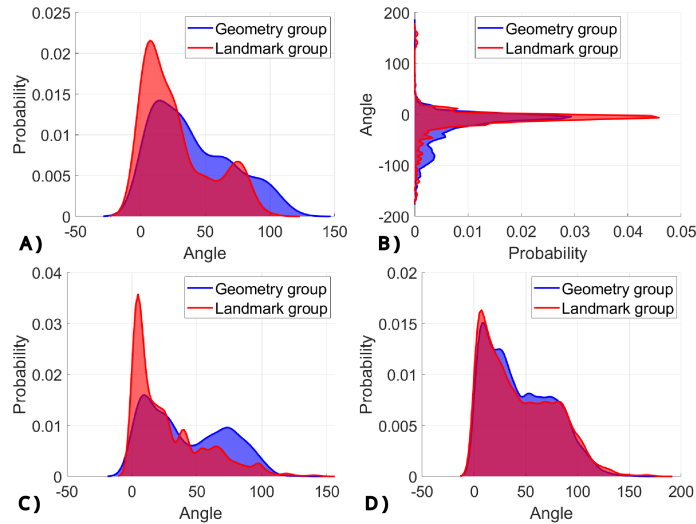 0.025
0.02
0.015
0.01
0.005
0
Probability
-50
0
50
100
150
Angle
Geometry group
Landmark group
A)
200
100
0
-100
-200
Angle
0
0.01
0.02
0.03
0.04
0.05
Probability
Geometry group
Landmark group
B)
0.04
0.03
0.02
0.01
0
Probability
-50
0
50
100
150
Angle
Geometry group
Landmark group
C)
0.02
0.015
0.01
0.005
0
Probability
-50
0
50
100
150
200
Angle
Geometry group
Landmark group
D)